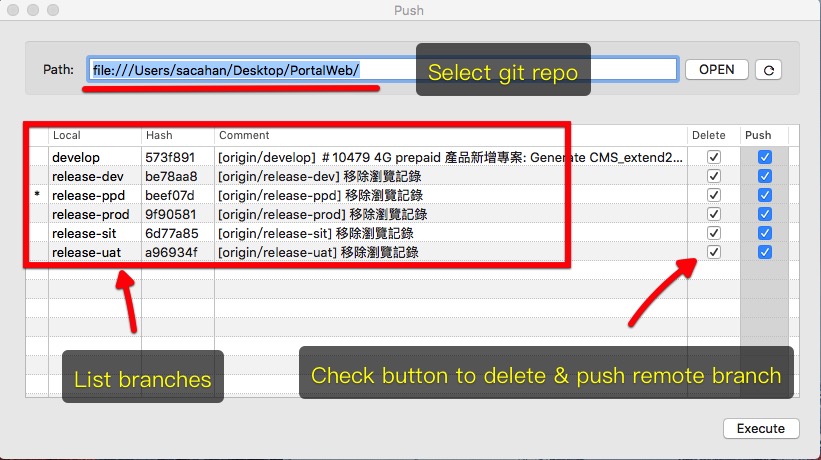 Push
Path: file:///Users/sacahan/Desktop/PortalWeb/ Select git repo OPEN
Local Hash Comment Delete Push
develop 573f891 [origin/develop] #10479 4G prepaid 產品新增專案: Generate CMS_extend2...
release-dev be78aa8 [origin/release-dev] 移除瀏覽記錄
* release-ppd beef07d [origin/release-ppd] 移除瀏覽記錄
release-prod 9f90581 [origin/release-prod] 移除瀏覽記錄
release-sit 6d77a85 [origin/release-sit] 移除瀏覽記錄
release-uat a96934f [origin/release-uat] 移除瀏覽記錄
List branches
Check button to delete & push remote branch
Execute